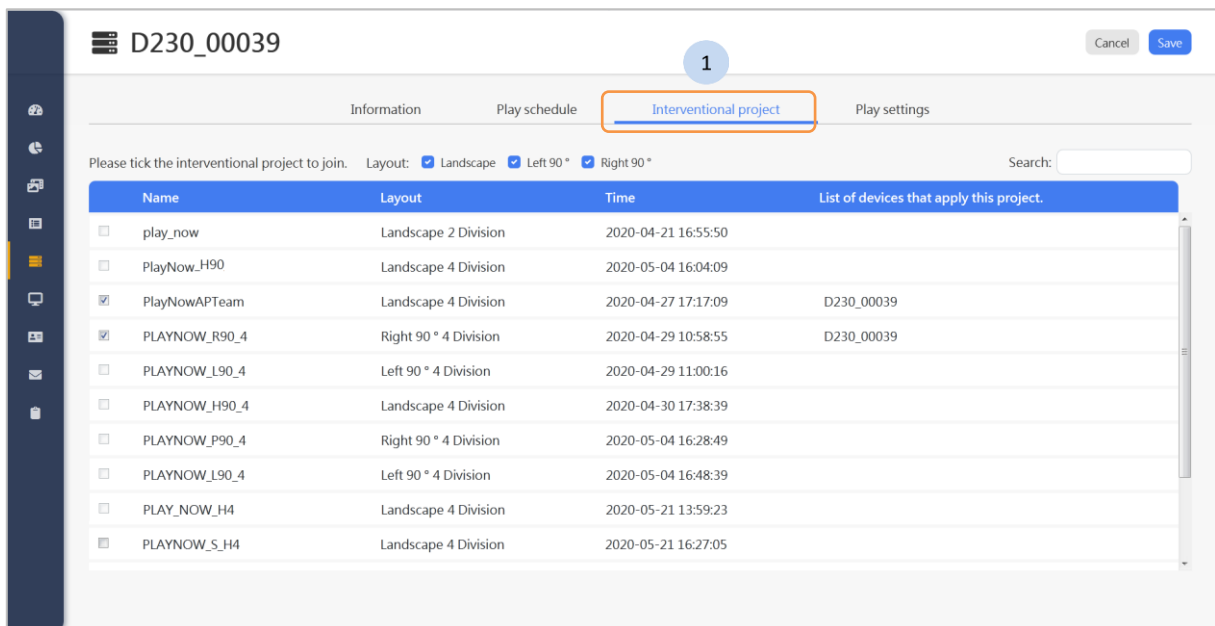 D230_00039
Cancel Save
1
Information Play schedule Interventional project Play settings
Please tick the interventional project to join. Layout: Landscape Left 90 ° Right 90 ° Search:
Name Layout Time List of devices that apply this project.
play_now Landscape 2 Division 2020-04-21 16:55:50
PlayNow_H90 Landscape 4 Division 2020-05-04 16:04:09
PlayNowAPTeam Landscape 4 Division 2020-04-27 17:17:09 D230_00039
PLAYNOW_R90_4 Right 90 ° 4 Division 2020-04-29 10:58:55 D230_00039
PLAYNOW_L90_4 Left 90 ° 4 Division 2020-04-29 11:00:16
PLAYNOW_H90_4 Landscape 4 Division 2020-04-30 17:38:39
PLAYNOW_P90_4 Right 90 ° 4 Division 2020-05-04 16:28:49
PLAYNOW_L90_4 Left 90 ° 4 Division 2020-05-04 16:48:39
PLAY_NOW_H4 Landscape 4 Division 2020-05-21 13:59:23
PLAYNOW_S_H4 Landscape 4 Division 2020-05-21 16:27:05